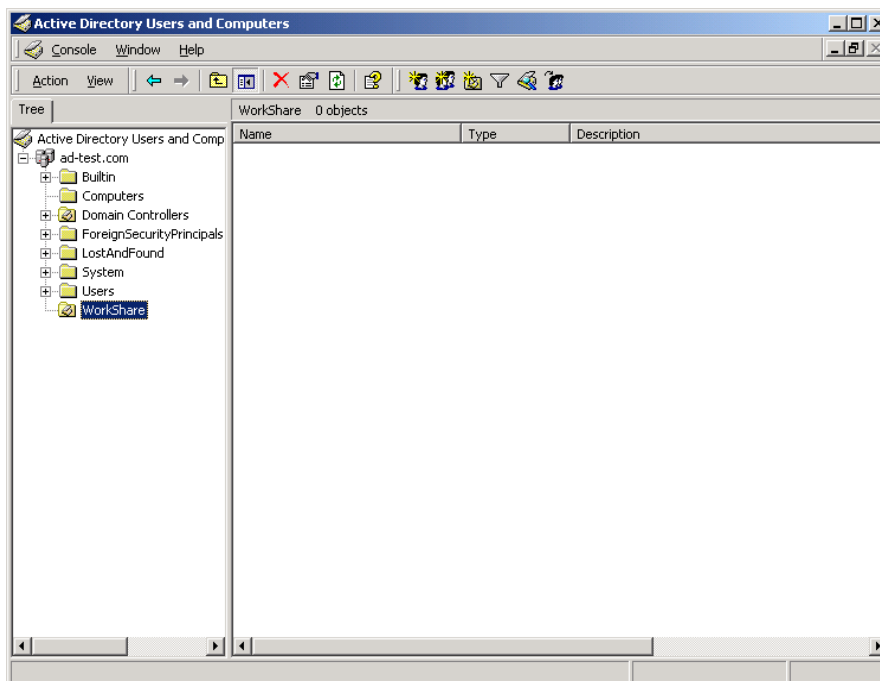 Active Directory Users and Computers
Console Window Help
Action View
Tree
WorkShare 0 objects
Active Directory Users and Comp
Name Type Description
ad-test.com
Builtin
Computers
Domain Controllers
ForeignSecurityPrincipals
LostAndFound
System
Users
WorkShare